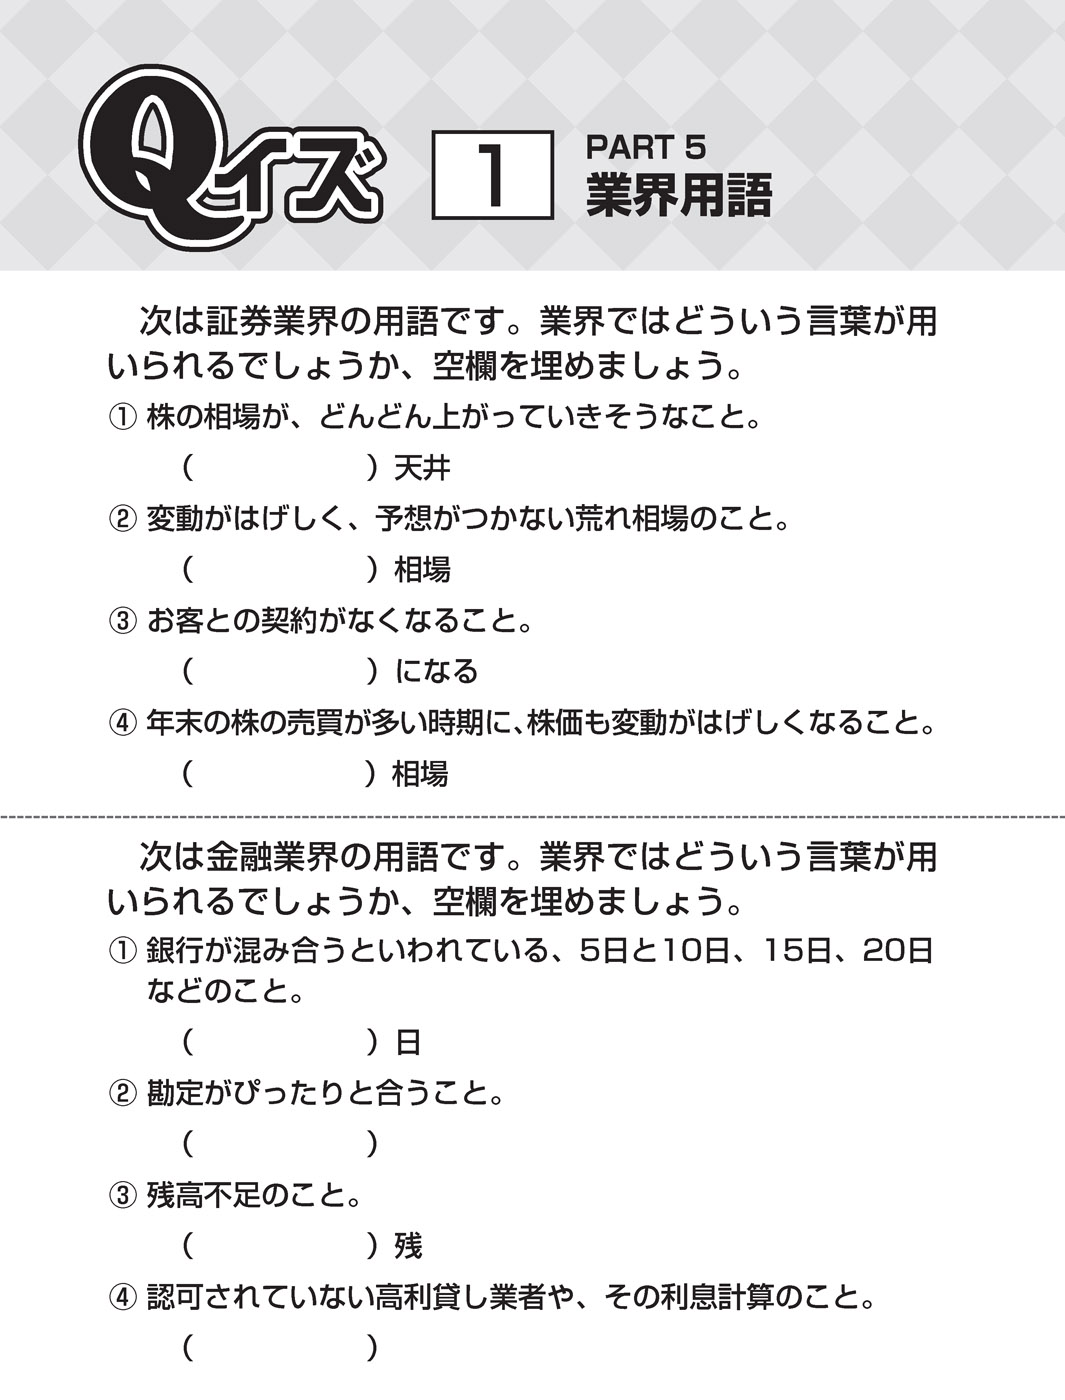 Qイズ 1 PART 5
業界用語
次は証券業界の用語です。業界ではどういう言葉が用
いられるでしょうか、空欄を埋めましょう。
① 株の相場が、どんどん上がっていきそうなこと。
（　　　　　　）天井
② 変動がはげしく、予想がつかない荒れ相場のこと。
（　　　　　　）相場
③ お客との契約がなくなること。
（　　　　　　）になる
④ 年末の株の売買が多い時期に、株価も変動がはげしくなること。
（　　　　　　）相場
次は金融業界の用語です。業界ではどういう言葉が用
いられるでしょうか、空欄を埋めましょう。
① 銀行が混み合うといわれている、5日と10日、15日、20日
などのこと。
（　　　　　　）日
② 勘定がぴったりと合うこと。
（　　　　　　）
③ 残高不足のこと。
（　　　　　　）残
④ 認可されていない高利貸し業者や、その利息計算のこと。
（　　　　　　）